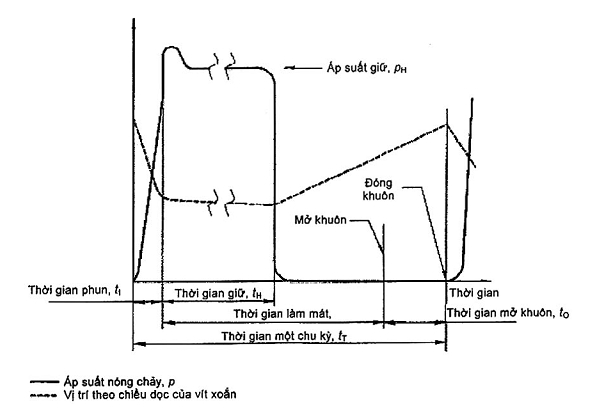 Áp suất giữ, pH
Đóng
khuôn
Mở khuôn
Thời gian phun, tI
Thời gian giữ, tH
Thời gian
Thời gian làm mát,
Thời gian mở khuôn, tO
Thời gian một chu kỳ, tT
Áp suất nóng chảy, p
Vị trí theo chiều dọc của vít xoắn